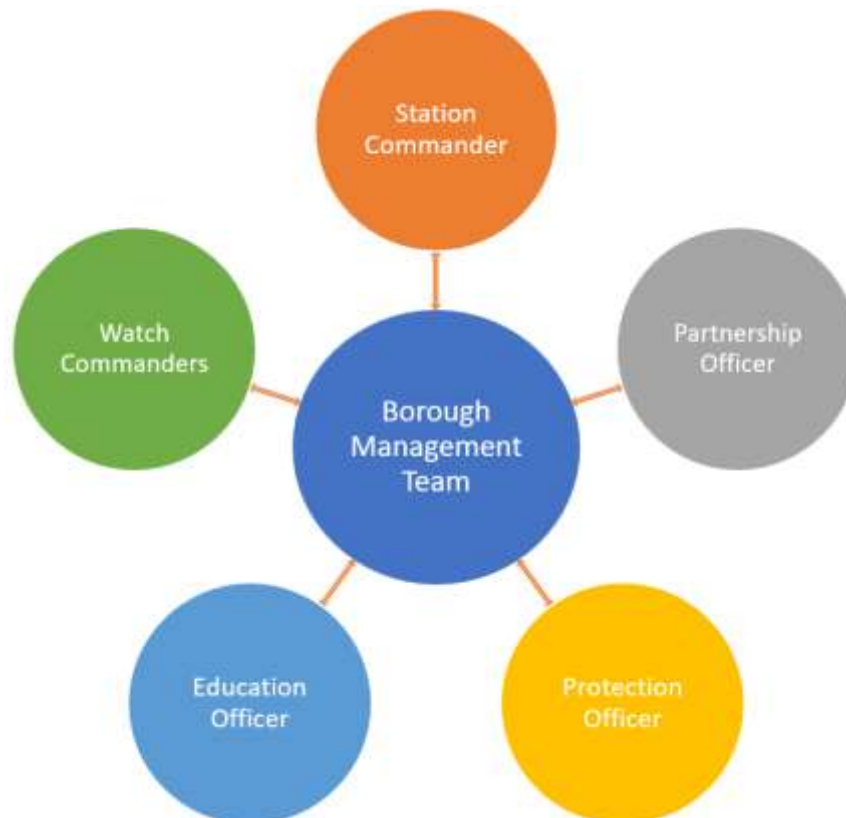 Station
Commander
Watch
Commanders
Partnership
Officer
Borough
Management
Team
Education
Officer
Protection
Officer